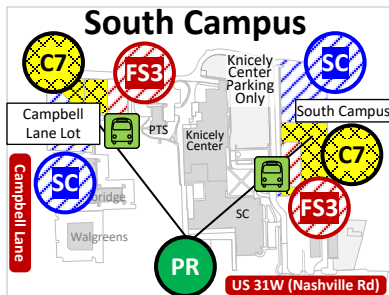 South Campus
C7
FS3
Knicely
Center
Parking
Only
SC
Campbell
Lane Lot
PTS
Knicely
Center
South Campus
C7
Campbell Lane
SC
bridge
FS3
SC
Walgreens
PR
US 31W (Nashville Rd)